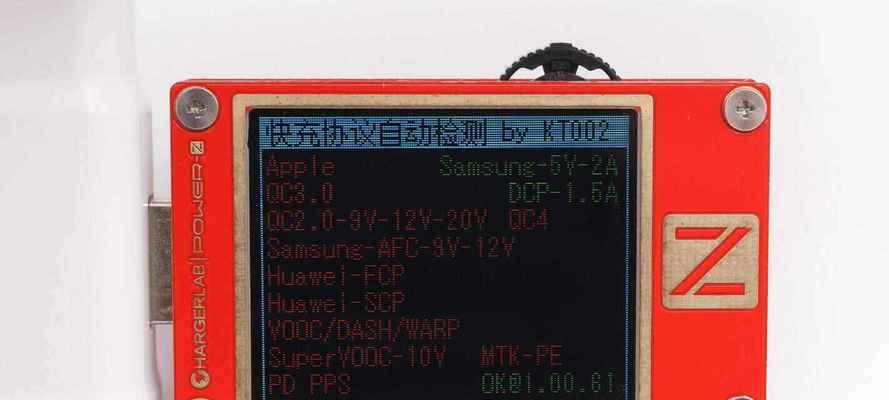 快充协议自动检测 by KT002
Apple Samsung-5V-2A
QC3.0 DCP-1.5A
QC2.0-9V-12V-20V QC4
Samsung-AFC-9V-12V
Huawei-FCP
Huawei-SCP
VOOC/DASH/WARP
SuperVOOC-10V MTK-PE
PD PPS OK@1.00.61
CHARGERLAB | POWER-Z
Z